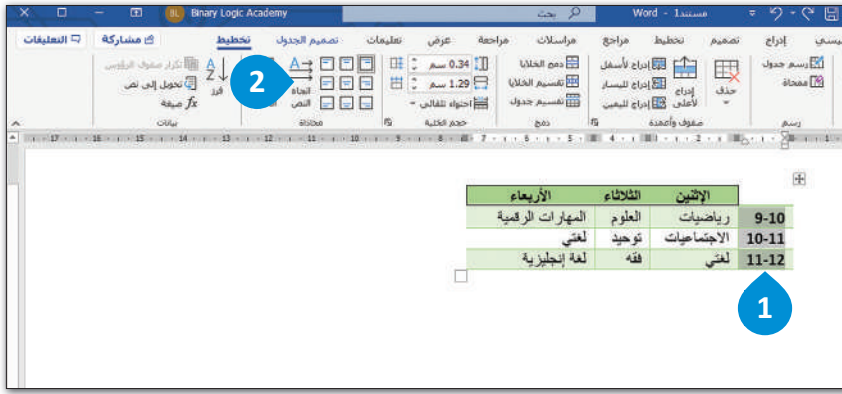 مستند1 - Word
بحث
Binary Logic Academy
BL
إدراج
تصميم
تخطيط
مراجع
مراسلات
مراجعة
عرض
تعليمات
تصميم الجدول
تخطيط
مشاركة
التعليقات
رسم جدول
ممحاة
رسم
حذف
إدراج لأعلى
إدراج لأسفل
إدراج لليسار
إدراج لليمين
صفوف وأعمدة
دمج الخلايا
تقسيم الخلايا
تقسيم جدول
دمج
0.34 سم
1.29 سم
احتواء تلقائي
حجم الخلية
اتجاه النص
محاذاة
2
فرز
تكرار صفوف الرؤوس
تحويل إلى نص
fx صيغة
بيانات
الإثنين الثلاثاء الأربعاء
9-10 رياضيات العلوم المهارات الرقمية
10-11 الاجتماعيات توحيد لغتي
11-12 لغتي فقه لغة إنجليزية
1